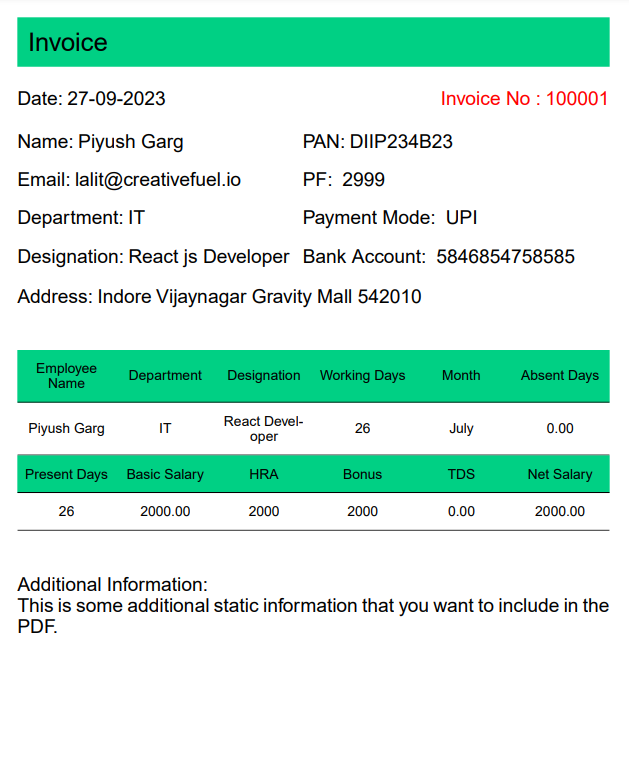 Invoice
Date: 27-09-2023 Invoice No : 100001
Name: Piyush Garg PAN: DIIP234B23
Email: lalit@creativefuel.io PF: 2999
Department: IT Payment Mode: UPI
Designation: React js Developer Bank Account: 5846854758585
Address: Indore Vijaynagar Gravity Mall 542010
Employee
Name Department Designation Working Days Month Absent Days
Piyush Garg IT React Devel-
oper 26 July 0.00
Present Days Basic Salary HRA Bonus TDS Net Salary
26 2000.00 2000 2000 0.00 2000.00
Additional Information:
This is some additional static information that you want to include in the
PDF.